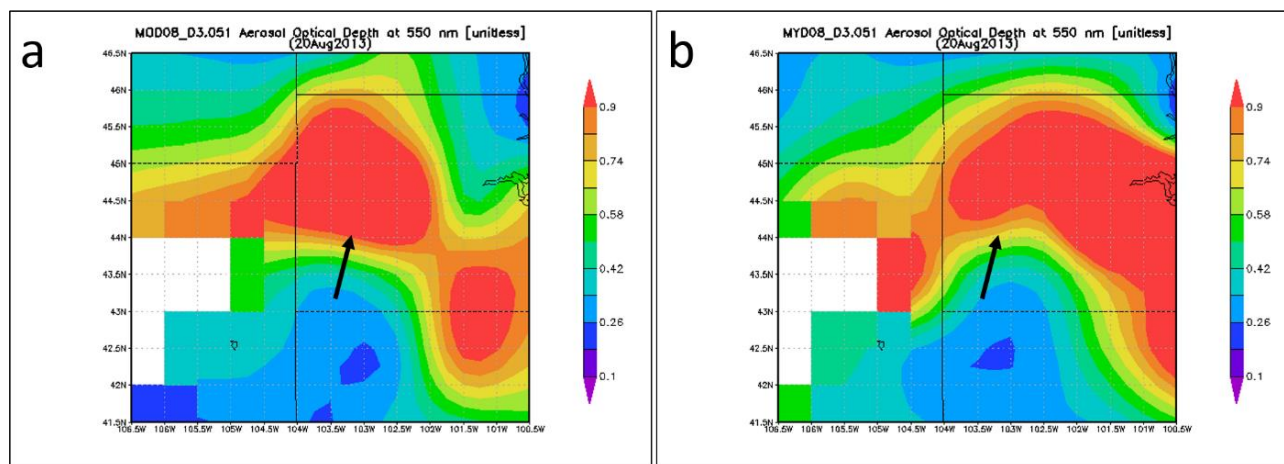 a
MOD08_D3.051 Aerosol Optical Depth at 550 nm [unitless]
(20Aug2013)
46.5N
46N
45.5N
45N
44.5N
44N
43.5N
43N
42.5N
42N
41.5N
106.5W 106W 105.5W 105W 104.5W 104W 103.5W 103W 102.5W 102W 101.5W 101W 100.5W
0.9
0.74
0.58
0.42
0.26
0.1
b
MYD08_D3.051 Aerosol Optical Depth at 550 nm [unitless]
(20Aug2013)
46.5N
46N
45.5N
45N
44.5N
44N
43.5N
43N
42.5N
42N
41.5N
106.5W 106W 105.5W 105W 104.5W 104W 103.5W 103W 102.5W 102W 101.5W 101W 100.5W
0.9
0.74
0.58
0.42
0.26
0.1